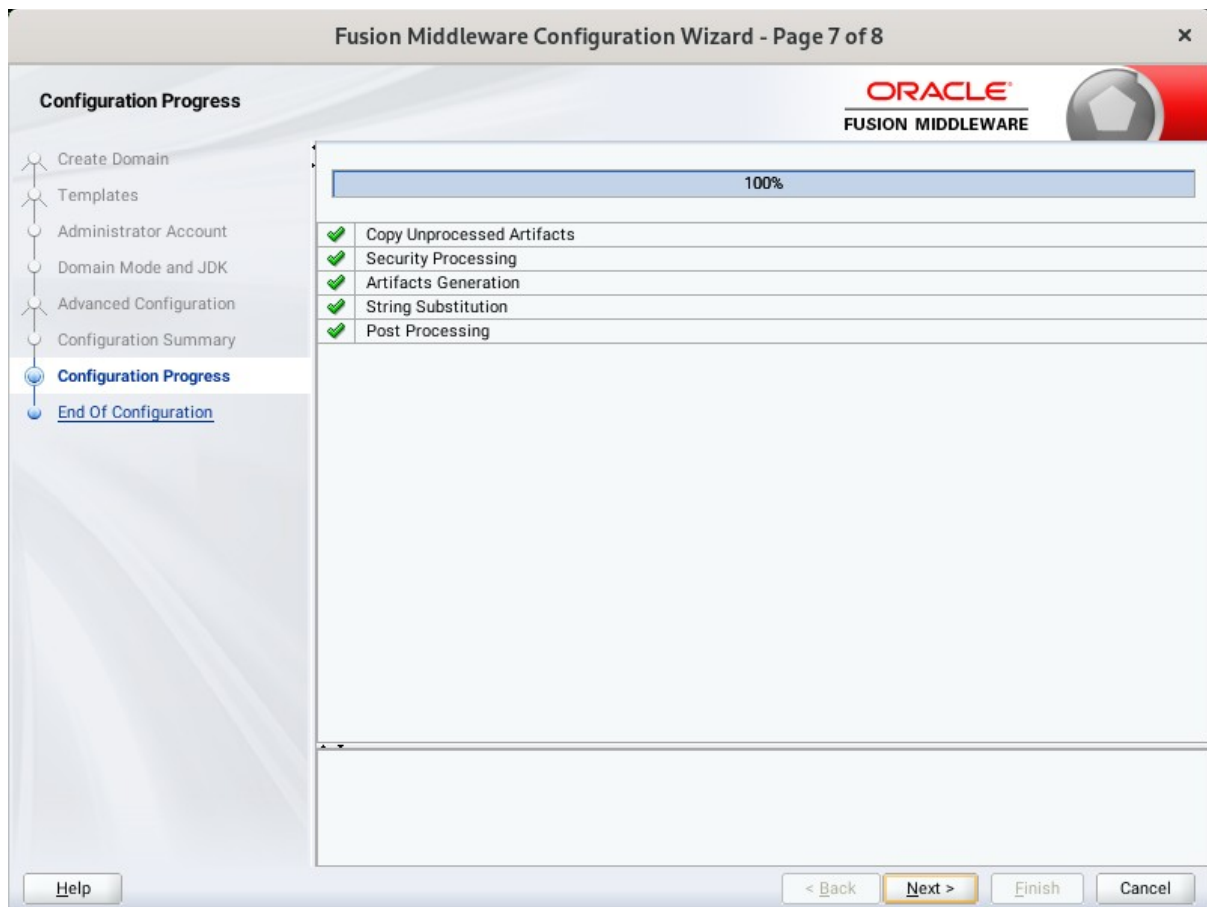 Fusion Middleware Configuration Wizard - Page 7 of 8
Configuration Progress
ORACLE
FUSION MIDDLEWARE
Create Domain
Templates
Administrator Account
Domain Mode and JDK
Advanced Configuration
Configuration Summary
Configuration Progress
End Of Configuration
100%
Copy Unprocessed Artifacts
Security Processing
Artifacts Generation
String Substitution
Post Processing
Help
< Back
Next >
Finish
Cancel